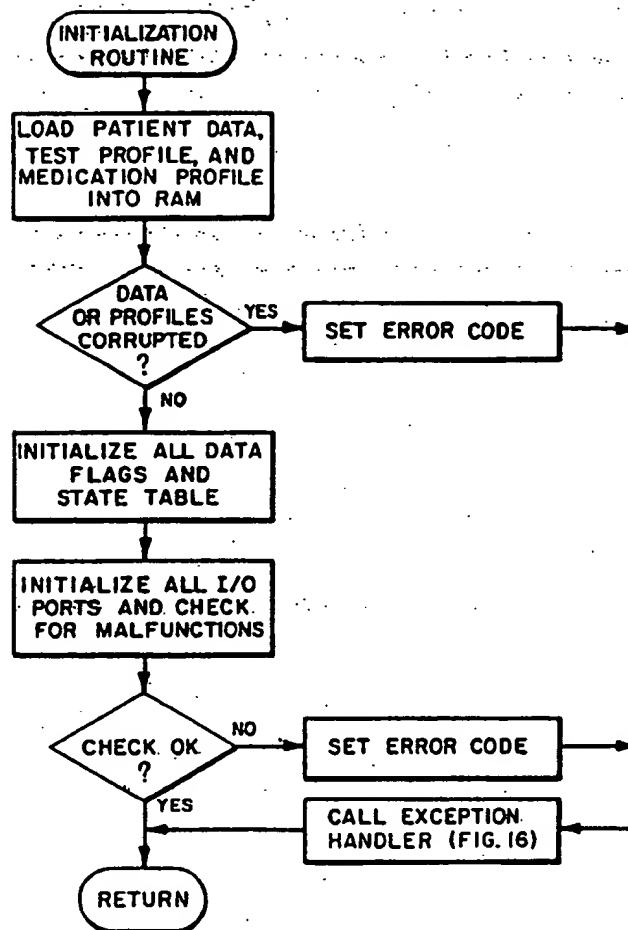 INITIALIZATION
ROUTINE
LOAD PATIENT DATA,
TEST PROFILE, AND
MEDICATION PROFILE
INTO RAM
DATA
OR PROFILES
CORRUPTED
?
YES
SET ERROR CODE
NO
INITIALIZE ALL DATA
FLAGS AND
STATE TABLE
INITIALIZE ALL I/O
PORTS AND CHECK
FOR MALFUNCTIONS
CHECK OK
?
NO
SET ERROR CODE
YES
CALL EXCEPTION
HANDLER (FIG. 16)
RETURN